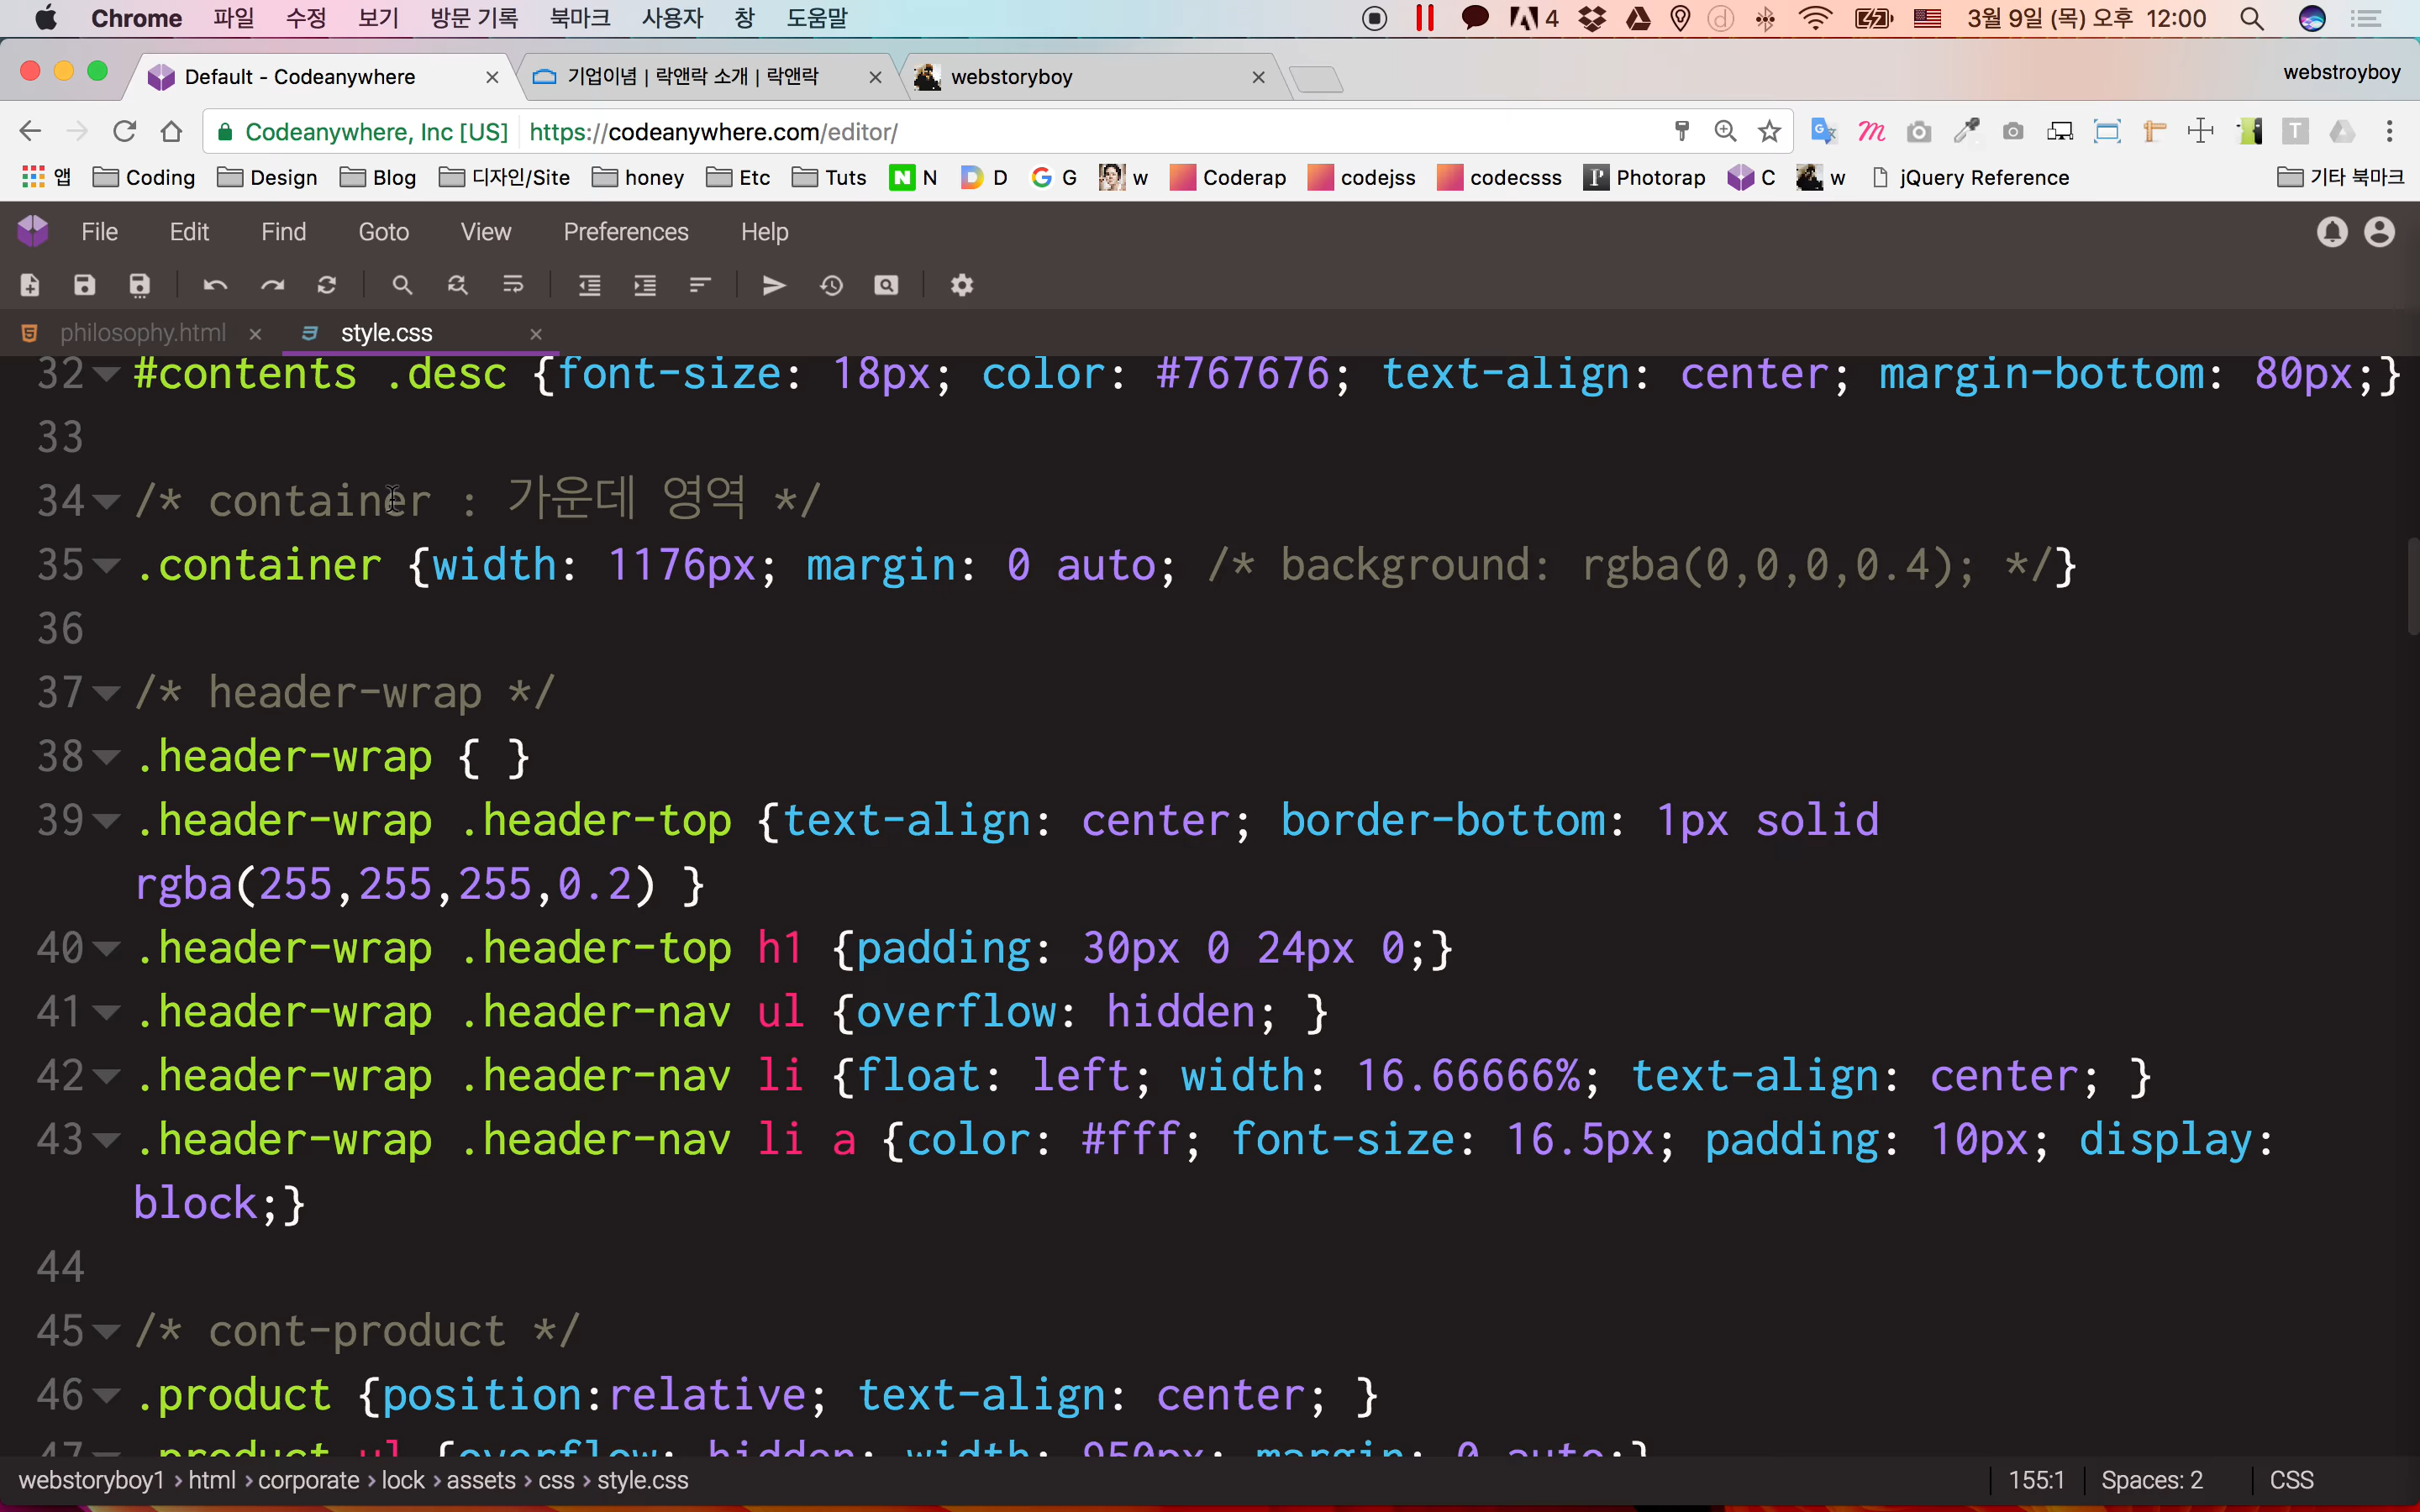 Chrome 파일 수정 보기 방문 기록 북마크 사용자 창 도움말 4 3월 9일 (목) 오후 12:00
Default - Codeanywhere 기업이념 | 락앤락 소개 | 락앤락 webstoryboy webstroyboy
Codeanywhere, Inc [US] https://codeanywhere.com/editor/
앱 Coding Design Blog 디자인/Site honey Etc Tuts N D G w Coderap codejss codecsss Photorap C w jQuery Reference 기타 북마크
File Edit Find Goto View Preferences Help
philosophy.html style.css
32 #contents .desc {font-size: 18px; color: #767676; text-align: center; margin-bottom: 80px;}
33
34 /* container : 가운데 영역 */
35 .container {width: 1176px; margin: 0 auto; /* background: rgba(0,0,0,0.4); */}
36
37 /* header-wrap */
38 .header-wrap { }
39 .header-wrap .header-top {text-align: center; border-bottom: 1px solid
rgba(255,255,255,0.2) }
40 .header-wrap .header-top h1 {padding: 30px 0 24px 0;}
41 .header-wrap .header-nav ul {overflow: hidden; }
42 .header-wrap .header-nav li {float: left; width: 16.66666%; text-align: center; }
43 .header-wrap .header-nav li a {color: #fff; font-size: 16.5px; padding: 10px; display:
block;}
44
45 /* cont-product */
46 .product {position:relative; text-align: center; }
47 .product ul {overflow: hidden; width: 950px; margin: 0 auto;}
webstoryboy1 > html > corporate > lock > assets > css > style.css 155:1 Spaces: 2 CSS